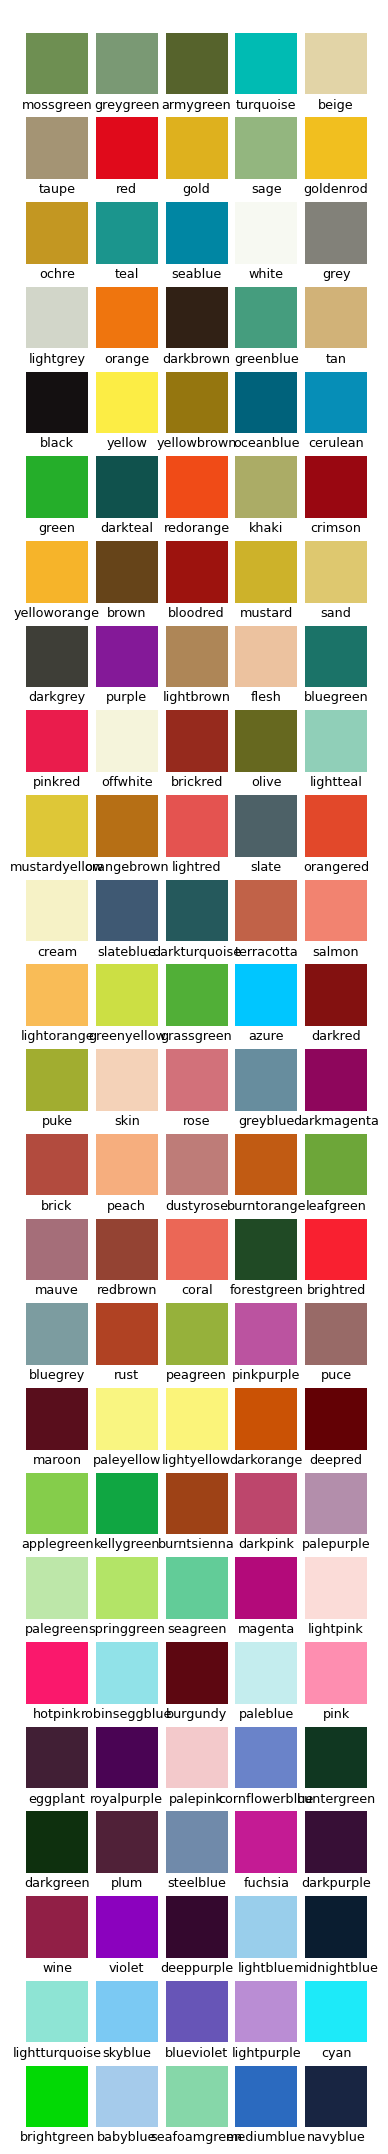 mossgreen greygreen armygreen turquoise beige
taupe red gold sage goldenrod
ochre teal seablue white grey
lightgrey orange darkbrown greenblue tan
black yellow yellowbrown oceanblue cerulean
green darkteal redorange khaki crimson
yelloworange brown bloodred mustard sand
darkgrey purple lightbrown flesh bluegreen
pinkred offwhite brickred olive lightteal
mustardyellow orangebrown lightred slate orangered
cream slateblue darkturquoise terracotta salmon
lightorange greenyellow grassgreen azure darkred
puke skin rose greyblue darkmagenta
brick peach dustyrose burntorange leafgreen
mauve redbrown coral forestgreen brightred
bluegrey rust peagreen pinkpurple puce
maroon paleyellow lightyellow darkorange deepred
applegreen kellygreen burntsienna darkpink palepurple
palegreen springgreen seagreen magenta lightpink
hotpink robinseggblue burgundy paleblue pink
eggplant royalpurple palepink cornflowerblue huntergreen
darkgreen plum steelblue fuchsia darkpurple
wine violet deeppurple lightblue midnightblue
lightturquoise skyblue blueviolet lightpurple cyan
brightgreen babyblue seafoamgreen mediumblue navyblue